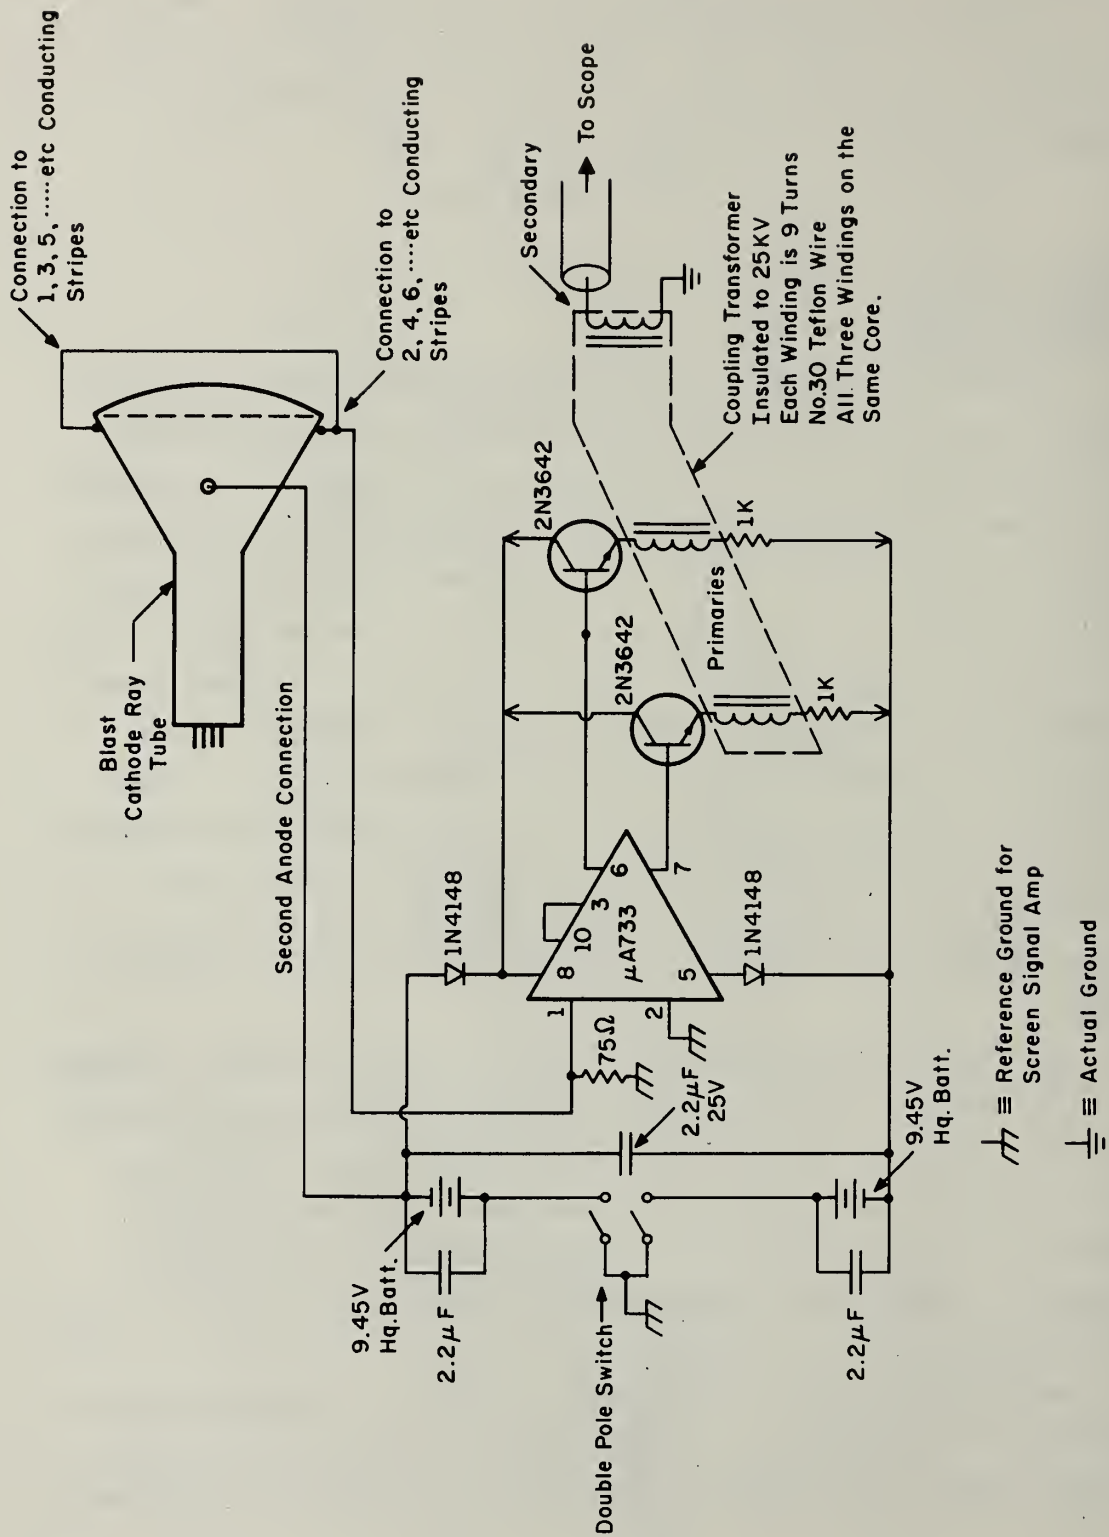 Connection to
1, 3, 5, ·····etc Conducting
Stripes
Connection to
2, 4, 6, ····etc Conducting
Stripes
Blast
Cathode Ray
Tube
Second Anode Connection
Secondary
To Scope
Coupling Transformer
Insulated to 25KV
Each Winding is 9 Turns
No.30 Teflon Wire
All Three Windings on the
Same Core.
2N3642
2N3642
Primaries
1K
1K
1N4148
8
10
3
6
μA733
1
2
5
7
1N4148
75Ω
2.2μF
25V
9.45V
Hq. Batt.
2.2μF
Double Pole Switch
9.45V
Hq. Batt.
2.2μF
≡ Reference Ground for
Screen Signal Amp
≡ Actual Ground